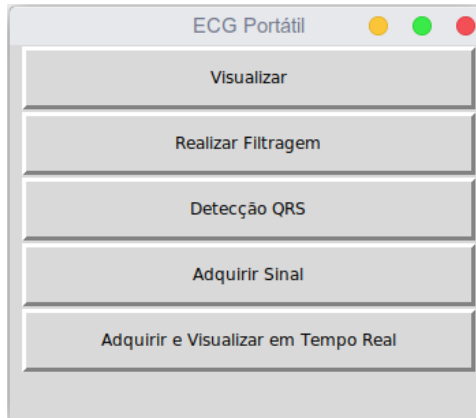 ECG Portátil
Visualizar
Realizar Filtragem
Detecção QRS
Adquirir Sinal
Adquirir e Visualizar em Tempo Real